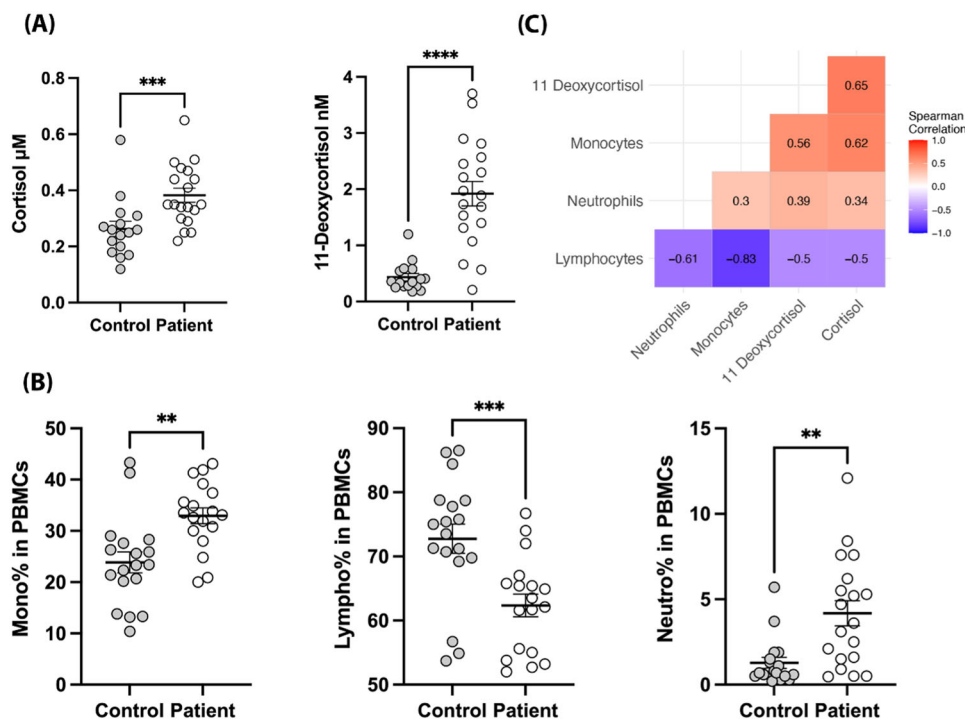 (A)
Cortisol µM
0.8
0.6
0.4
0.2
0.0
***
Control Patient
11-Deoxycortisol nM
4
3
2
1
0
****
Control Patient
(C)
11 Deoxycortisol
Monocytes
Neutrophils
Lymphocytes
0.65
0.56 0.62
0.3 0.39 0.34
−0.61 −0.83 −0.5 −0.5
Neutrophils
Monocytes
11 Deoxycortisol
Cortisol
Spearman
Correlation
1.0
0.5
0.0
−0.5
−1.0
(B)
Mono% in PBMCs
50
40
30
20
10
0
**
Control Patient
Lympho% in PBMCs
90
80
70
60
50
***
Control Patient
Neutro% in PBMCs
15
10
5
0
**
Control Patient